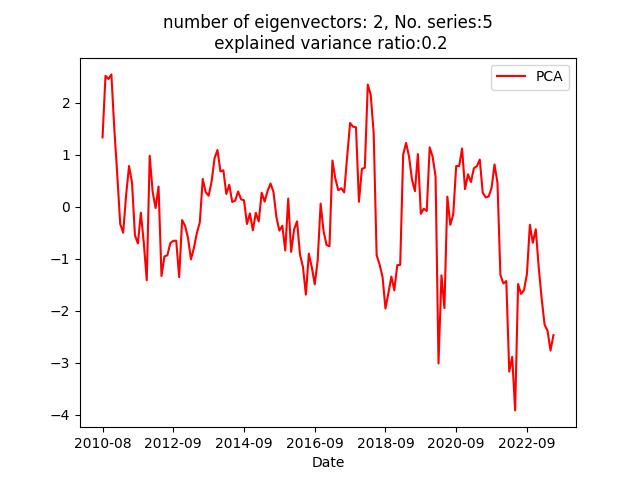 number of eigenvectors: 2, No. series:5
explained variance ratio:0.2
PCA
2
1
0
−1
−2
−3
−4
2010-08 2012-09 2014-09 2016-09 2018-09 2020-09 2022-09
Date